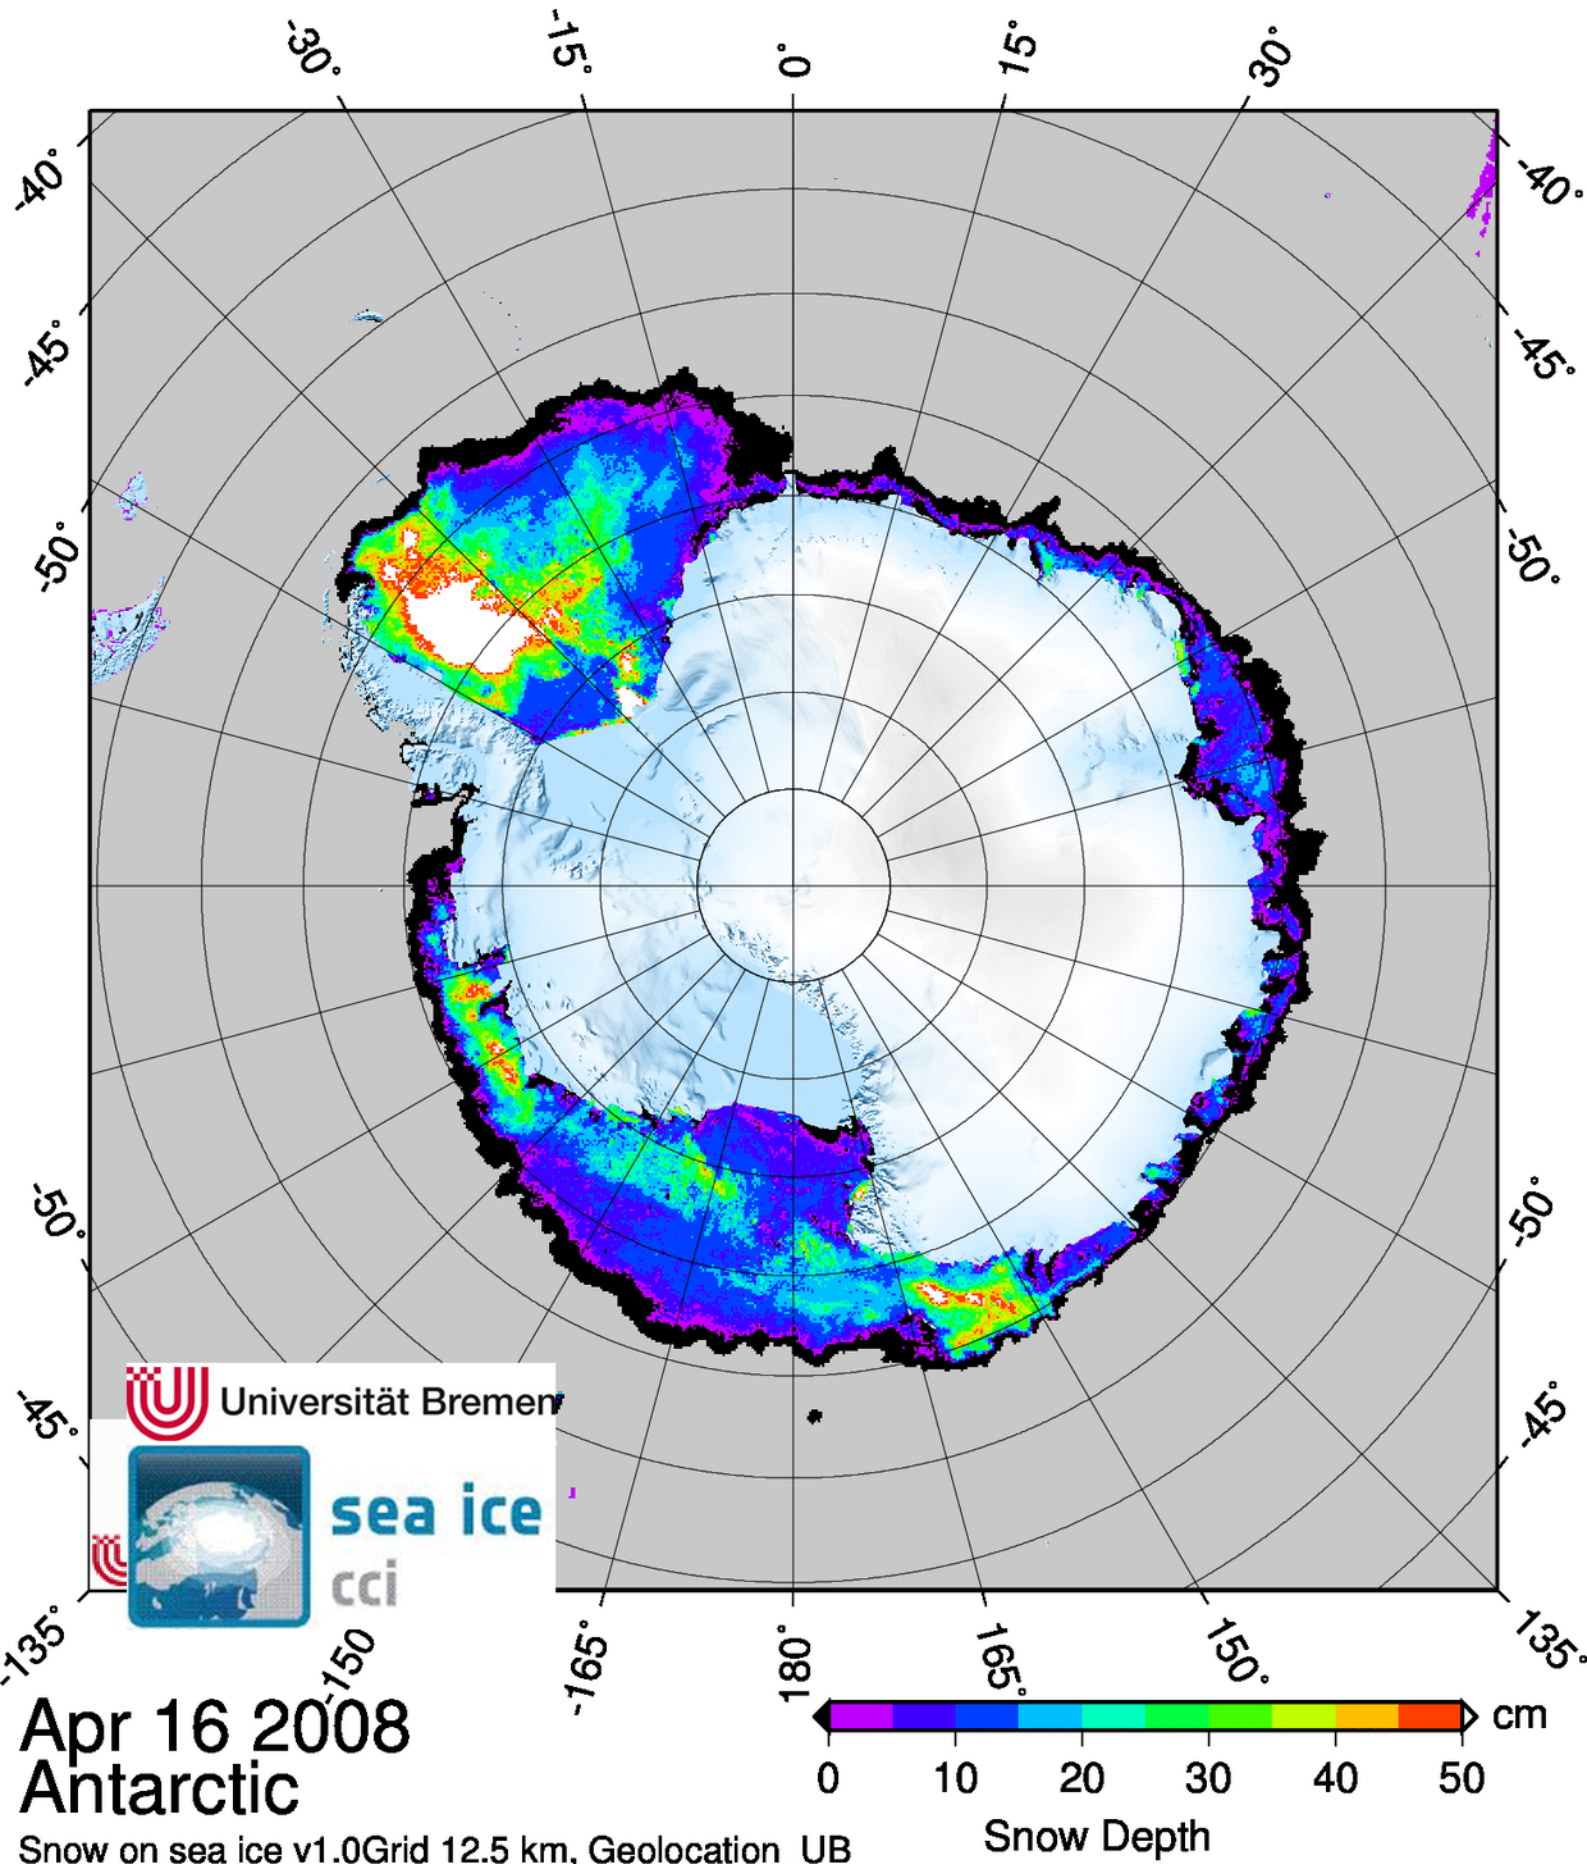 -30° -15° 0° 15° 30°
-40° -40°
-45° -45°
-50° -50°
-50° -50°
-45° -45°
Universität Bremen
sea ice
cci
-135° -150 -165° 180° 165° 150° 135°
Apr 16 2008
Antarctic
Snow on sea ice v1.0Grid 12.5 km, Geolocation UB
cm
0 10 20 30 40 50
Snow Depth